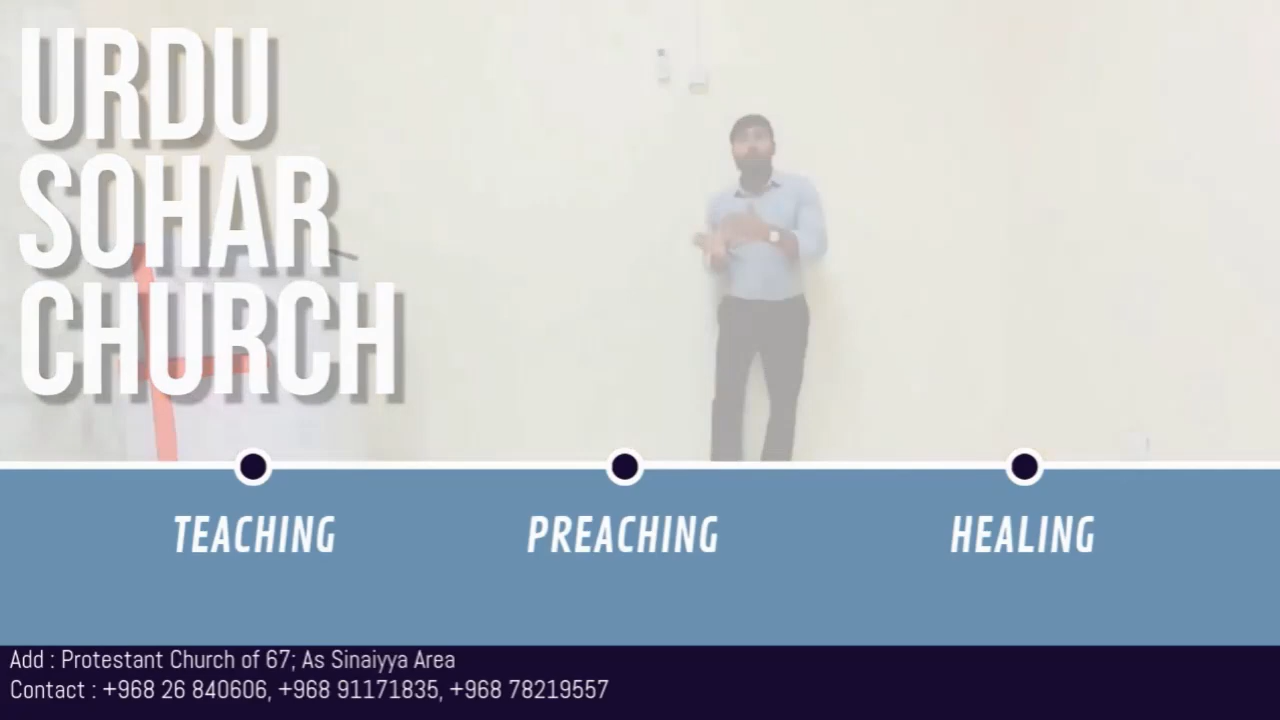 URDU
SOHAR
CHURCH
TEACHING
PREACHING
HEALING
Add : Protestant Church of 67; As Sinaiyya Area
Contact : +968 26 840606, +968 91171835, +968 78219557